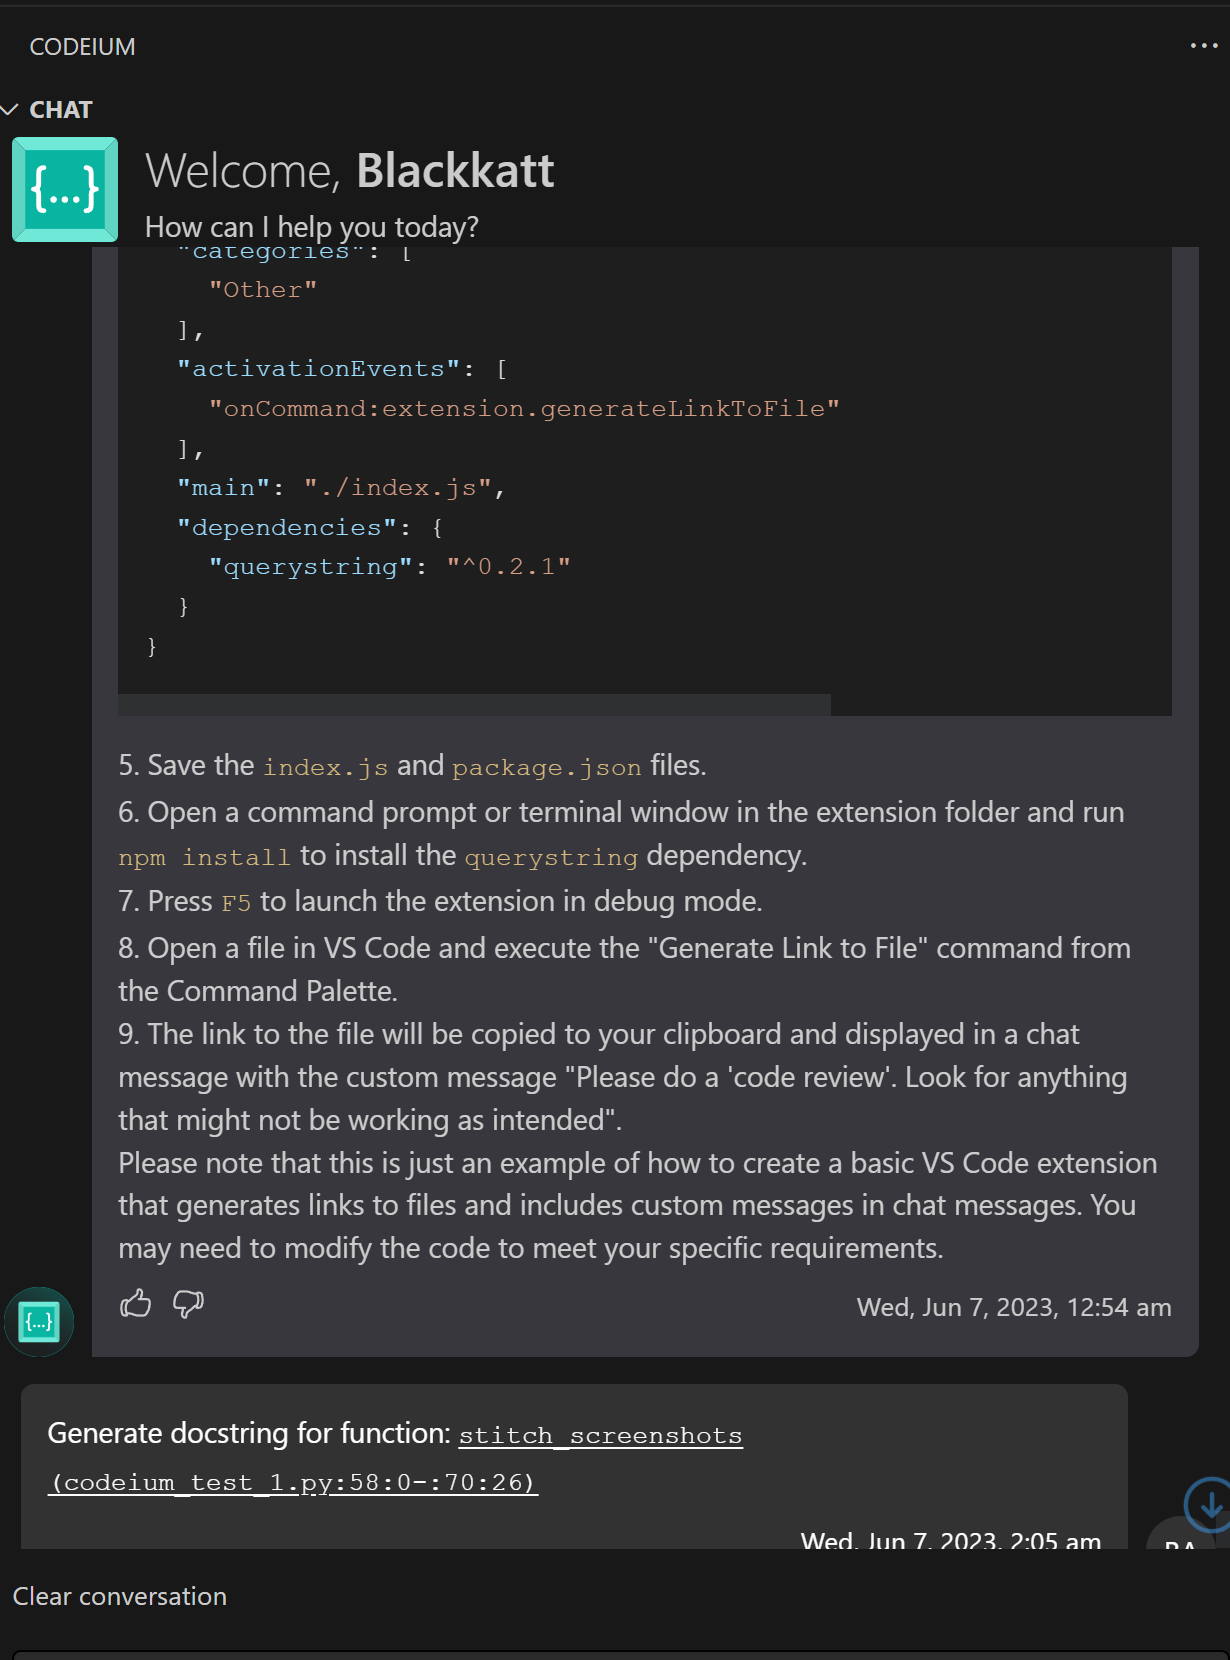 CODEIUM
CHAT
{...}
Welcome, Blackkatt
How can I help you today?
"categories": [
"Other"
],
"activationEvents": [
"onCommand:extension.generateLinkToFile"
],
"main": "./index.js",
"dependencies": {
"querystring": "^0.2.1"
}
}
5. Save the index.js and package.json files.
6. Open a command prompt or terminal window in the extension folder and run
npm install to install the querystring dependency.
7. Press F5 to launch the extension in debug mode.
8. Open a file in VS Code and execute the "Generate Link to File" command from
the Command Palette.
9. The link to the file will be copied to your clipboard and displayed in a chat
message with the custom message "Please do a 'code review'. Look for anything
that might not be working as intended".
Please note that this is just an example of how to create a basic VS Code extension
that generates links to files and includes custom messages in chat messages. You
may need to modify the code to meet your specific requirements.
Wed, Jun 7, 2023, 12:54 am
{...}
Generate docstring for function: stitch_screenshots
(codeium_test_1.py:58:0-:70:26)
Wed, Jun 7, 2023, 2:05 am
Clear conversation